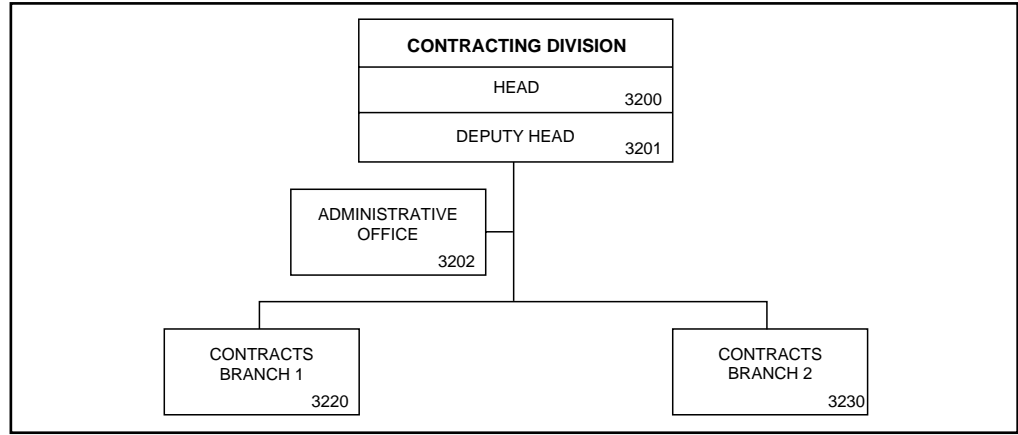 CONTRACTING DIVISION
HEAD
3200
DEPUTY HEAD
3201
ADMINISTRATIVE
OFFICE
3202
CONTRACTS
BRANCH 1
3220
CONTRACTS
BRANCH 2
3230